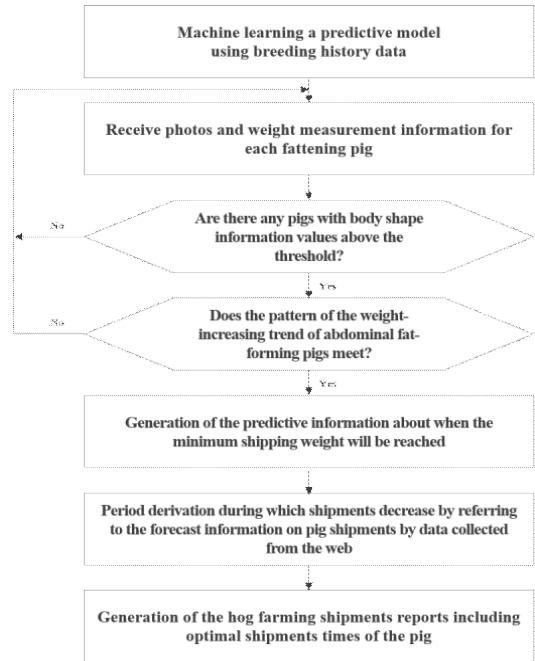 Machine learning a predictive model
using breeding history data
Receive photos and weight measurement information for
each fattening pig
Are there any pigs with body shape
information values above the
threshold?
No
Yes
Does the pattern of the weight-
increasing trend of abdominal fat-
forming pigs meet?
No
Yes
Generation of the predictive information about when the
minimum shipping weight will be reached
Period derivation during which shipments decrease by referring
to the forecast information on pig shipments by data collected
from the web
Generation of the hog farming shipments reports including
optimal shipments times of the pig